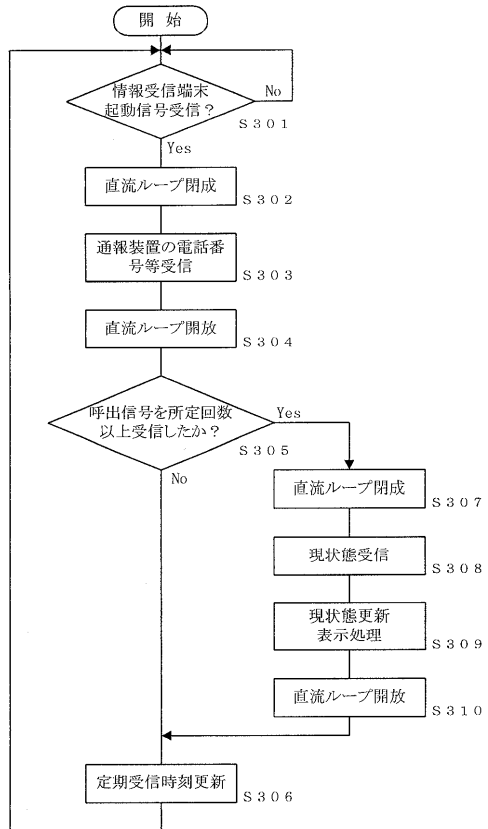 開 始
情報受信端末
起動信号受信？
No
Ｓ３０１
Yes
直流ループ閉成
Ｓ３０２
通報装置の電話番
号等受信
Ｓ３０３
直流ループ開放
Ｓ３０４
呼出信号を所定回数
以上受信したか？
Yes
Ｓ３０５
No
直流ループ閉成
Ｓ３０７
現状態受信
Ｓ３０８
現状態更新
表示処理
Ｓ３０９
直流ループ開放
Ｓ３１０
定期受信時刻更新
Ｓ３０６